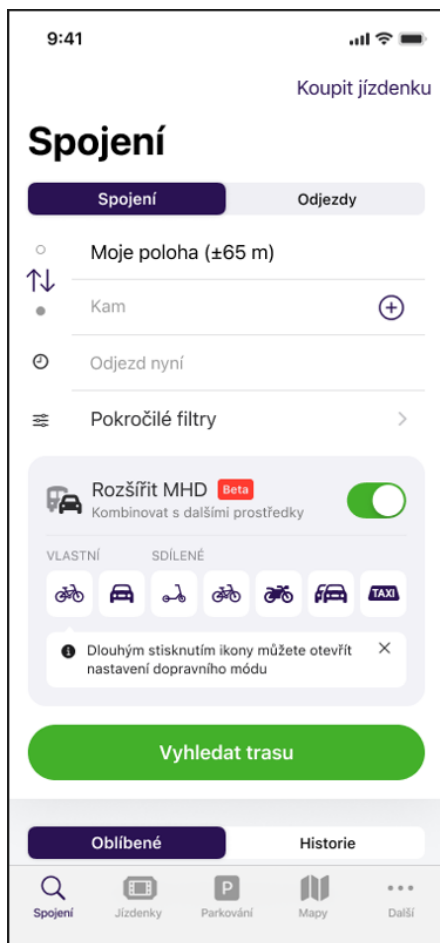 9:41
Koupit jízdenku
Spojení
Spojení Odjezdy
Moje poloha (±65 m)
Kam
Odjezd nyní
Pokročilé filtry
Rozšířit MHD Beta
Kombinovat s dalšími prostředky
VLASTNÍ SDÍLENÉ
TAXI
Dlouhým stisknutím ikony můžete otevřít
nastavení dopravního módu
Vyhledat trasu
Oblíbené Historie
P
Spojení Jízdenky Parkování Mapy Další